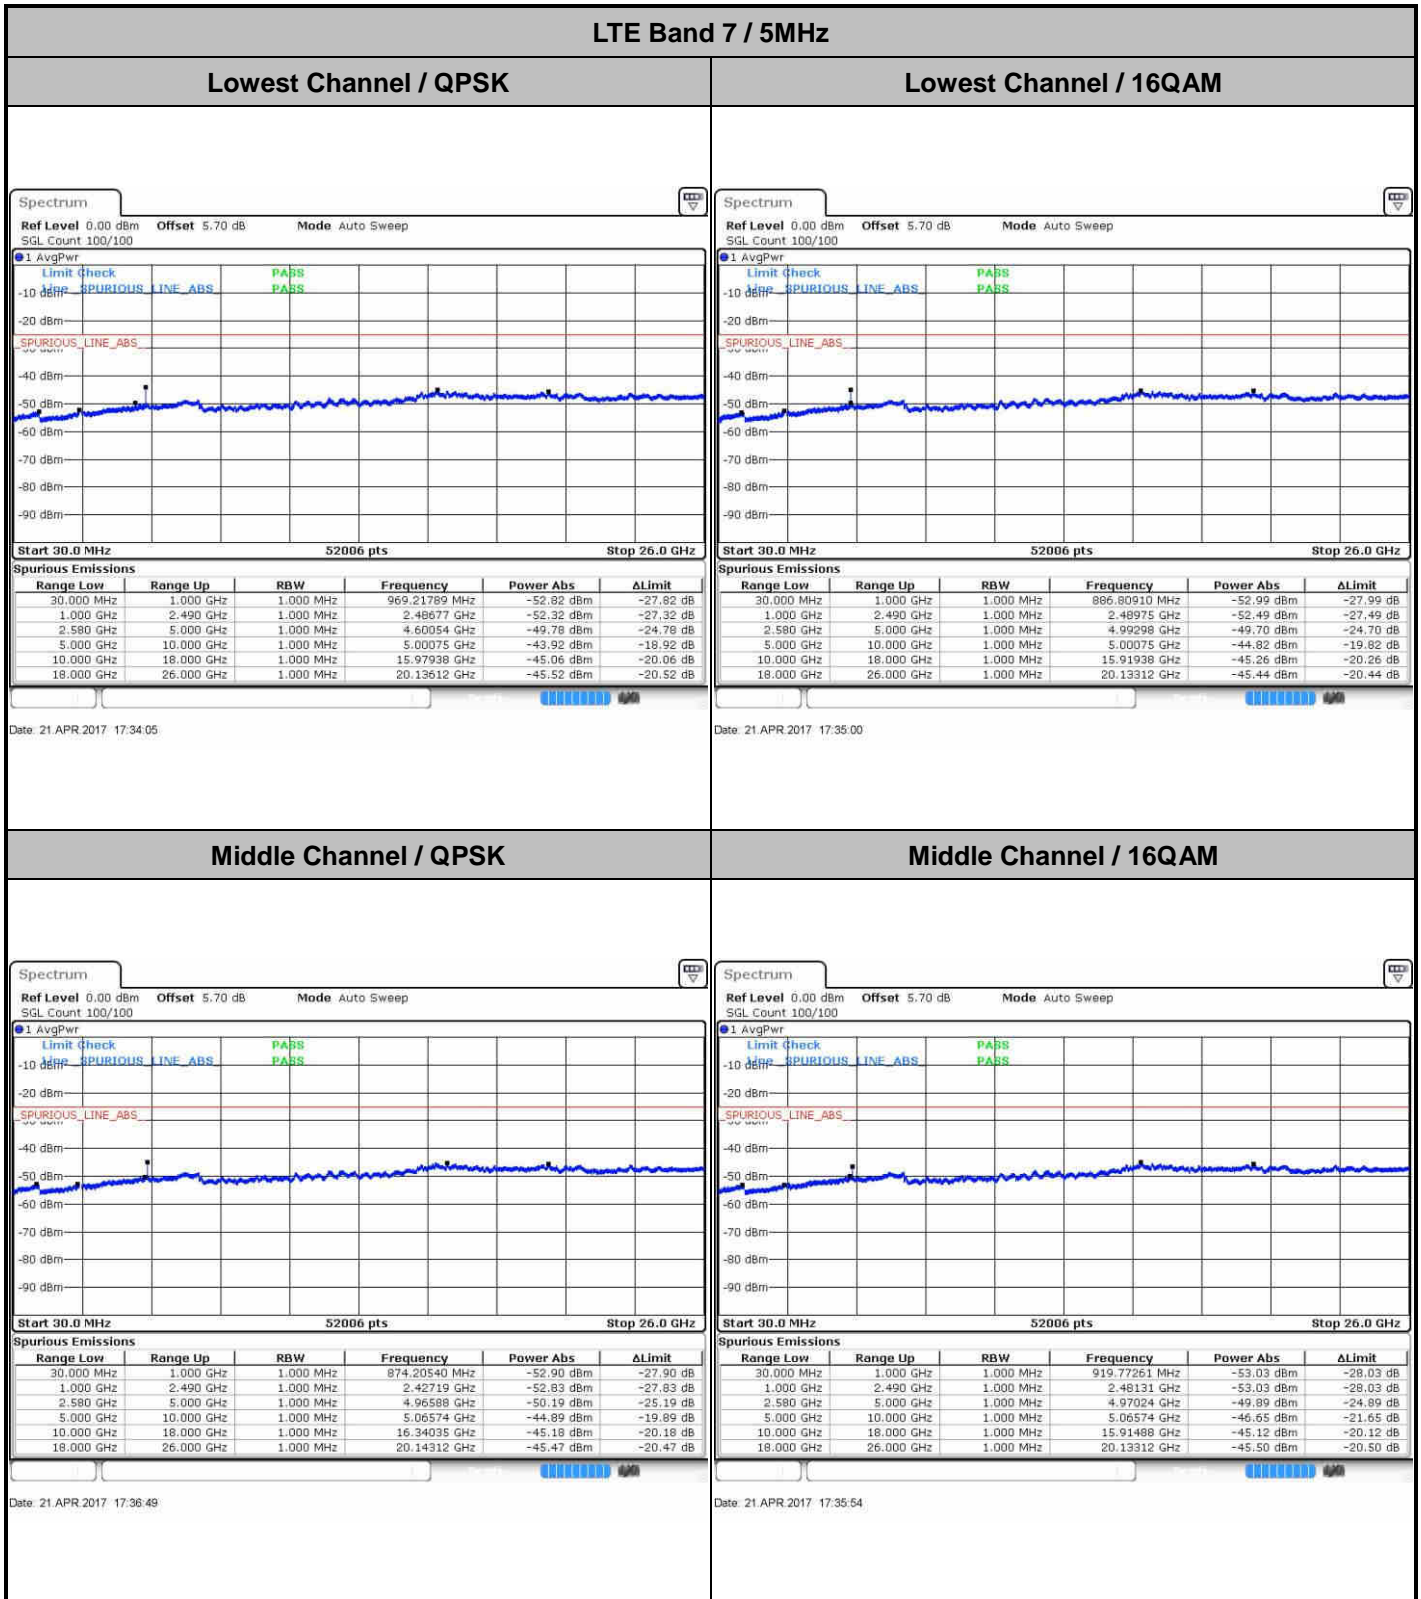 LTE Band 7 / 5MHz
Lowest Channel / QPSK
Lowest Channel / 16QAM
Spectrum
Ref Level 0.00 dBm Offset 5.70 dB Mode Auto Sweep
SGL Count 100/100
1 AvgPwr
Limit Check PASS
Line _SPURIOUS_LINE_ABS_ PASS
-10 dBm
-20 dBm
_SPURIOUS_LINE_ABS_
-30 dBm
-40 dBm
-50 dBm
-60 dBm
-70 dBm
-80 dBm
-90 dBm
Start 30.0 MHz 52006 pts Stop 26.0 GHz
Spurious Emissions
Range Low Range Up RBW Frequency Power Abs ΔLimit
30.000 MHz 1.000 GHz 1.000 MHz 969.21789 MHz -52.82 dBm -27.82 dB
1.000 GHz 2.490 GHz 1.000 MHz 2.48677 GHz -52.32 dBm -27.32 dB
2.580 GHz 5.000 GHz 1.000 MHz 4.60054 GHz -49.78 dBm -24.78 dB
5.000 GHz 10.000 GHz 1.000 MHz 5.00075 GHz -43.92 dBm -18.92 dB
10.000 GHz 18.000 GHz 1.000 MHz 15.97938 GHz -45.06 dBm -20.06 dB
18.000 GHz 26.000 GHz 1.000 MHz 20.13612 GHz -45.52 dBm -20.52 dB
Date: 21.APR.2017 17:34:05
Spectrum
Ref Level 0.00 dBm Offset 5.70 dB Mode Auto Sweep
SGL Count 100/100
1 AvgPwr
Limit Check PASS
Line _SPURIOUS_LINE_ABS_ PASS
-10 dBm
-20 dBm
_SPURIOUS_LINE_ABS_
-30 dBm
-40 dBm
-50 dBm
-60 dBm
-70 dBm
-80 dBm
-90 dBm
Start 30.0 MHz 52006 pts Stop 26.0 GHz
Spurious Emissions
Range Low Range Up RBW Frequency Power Abs ΔLimit
30.000 MHz 1.000 GHz 1.000 MHz 886.80910 MHz -52.99 dBm -27.99 dB
1.000 GHz 2.490 GHz 1.000 MHz 2.48975 GHz -52.49 dBm -27.49 dB
2.580 GHz 5.000 GHz 1.000 MHz 4.99298 GHz -49.70 dBm -24.70 dB
5.000 GHz 10.000 GHz 1.000 MHz 5.00075 GHz -44.82 dBm -19.82 dB
10.000 GHz 18.000 GHz 1.000 MHz 15.91938 GHz -45.26 dBm -20.26 dB
18.000 GHz 26.000 GHz 1.000 MHz 20.13312 GHz -45.44 dBm -20.44 dB
Date: 21.APR.2017 17:35:00
Middle Channel / QPSK
Middle Channel / 16QAM
Spectrum
Ref Level 0.00 dBm Offset 5.70 dB Mode Auto Sweep
SGL Count 100/100
1 AvgPwr
Limit Check PASS
Line _SPURIOUS_LINE_ABS_ PASS
-10 dBm
-20 dBm
_SPURIOUS_LINE_ABS_
-30 dBm
-40 dBm
-50 dBm
-60 dBm
-70 dBm
-80 dBm
-90 dBm
Start 30.0 MHz 52006 pts Stop 26.0 GHz
Spurious Emissions
Range Low Range Up RBW Frequency Power Abs ΔLimit
30.000 MHz 1.000 GHz 1.000 MHz 874.20540 MHz -52.90 dBm -27.90 dB
1.000 GHz 2.490 GHz 1.000 MHz 2.42719 GHz -52.83 dBm -27.83 dB
2.580 GHz 5.000 GHz 1.000 MHz 4.96588 GHz -50.19 dBm -25.19 dB
5.000 GHz 10.000 GHz 1.000 MHz 5.06574 GHz -44.89 dBm -19.89 dB
10.000 GHz 18.000 GHz 1.000 MHz 16.34035 GHz -45.18 dBm -20.18 dB
18.000 GHz 26.000 GHz 1.000 MHz 20.14312 GHz -45.47 dBm -20.47 dB
Date: 21.APR.2017 17:36:49
Spectrum
Ref Level 0.00 dBm Offset 5.70 dB Mode Auto Sweep
SGL Count 100/100
1 AvgPwr
Limit Check PASS
Line _SPURIOUS_LINE_ABS_ PASS
-10 dBm
-20 dBm
_SPURIOUS_LINE_ABS_
-30 dBm
-40 dBm
-50 dBm
-60 dBm
-70 dBm
-80 dBm
-90 dBm
Start 30.0 MHz 52006 pts Stop 26.0 GHz
Spurious Emissions
Range Low Range Up RBW Frequency Power Abs ΔLimit
30.000 MHz 1.000 GHz 1.000 MHz 919.77261 MHz -53.03 dBm -28.03 dB
1.000 GHz 2.490 GHz 1.000 MHz 2.48131 GHz -53.03 dBm -28.03 dB
2.580 GHz 5.000 GHz 1.000 MHz 4.97024 GHz -49.89 dBm -24.89 dB
5.000 GHz 10.000 GHz 1.000 MHz 5.06574 GHz -46.65 dBm -21.65 dB
10.000 GHz 18.000 GHz 1.000 MHz 15.91488 GHz -45.12 dBm -20.12 dB
18.000 GHz 26.000 GHz 1.000 MHz 20.13312 GHz -45.50 dBm -20.50 dB
Date: 21.APR.2017 17:35:54